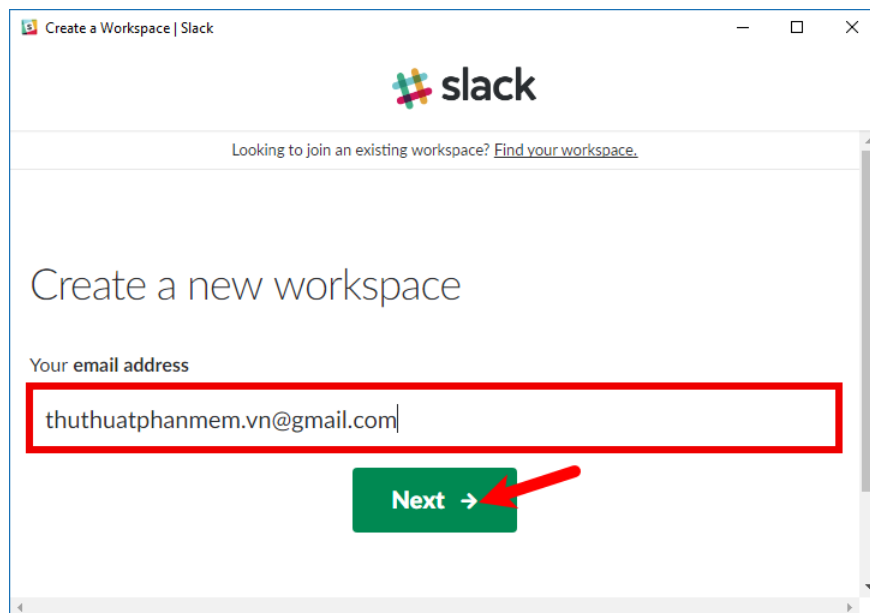 Create a Workspace | Slack
slack
Looking to join an existing workspace? Find your workspace.
Create a new workspace
Your email address
thuthuatphanmem.vn@gmail.com
Next →